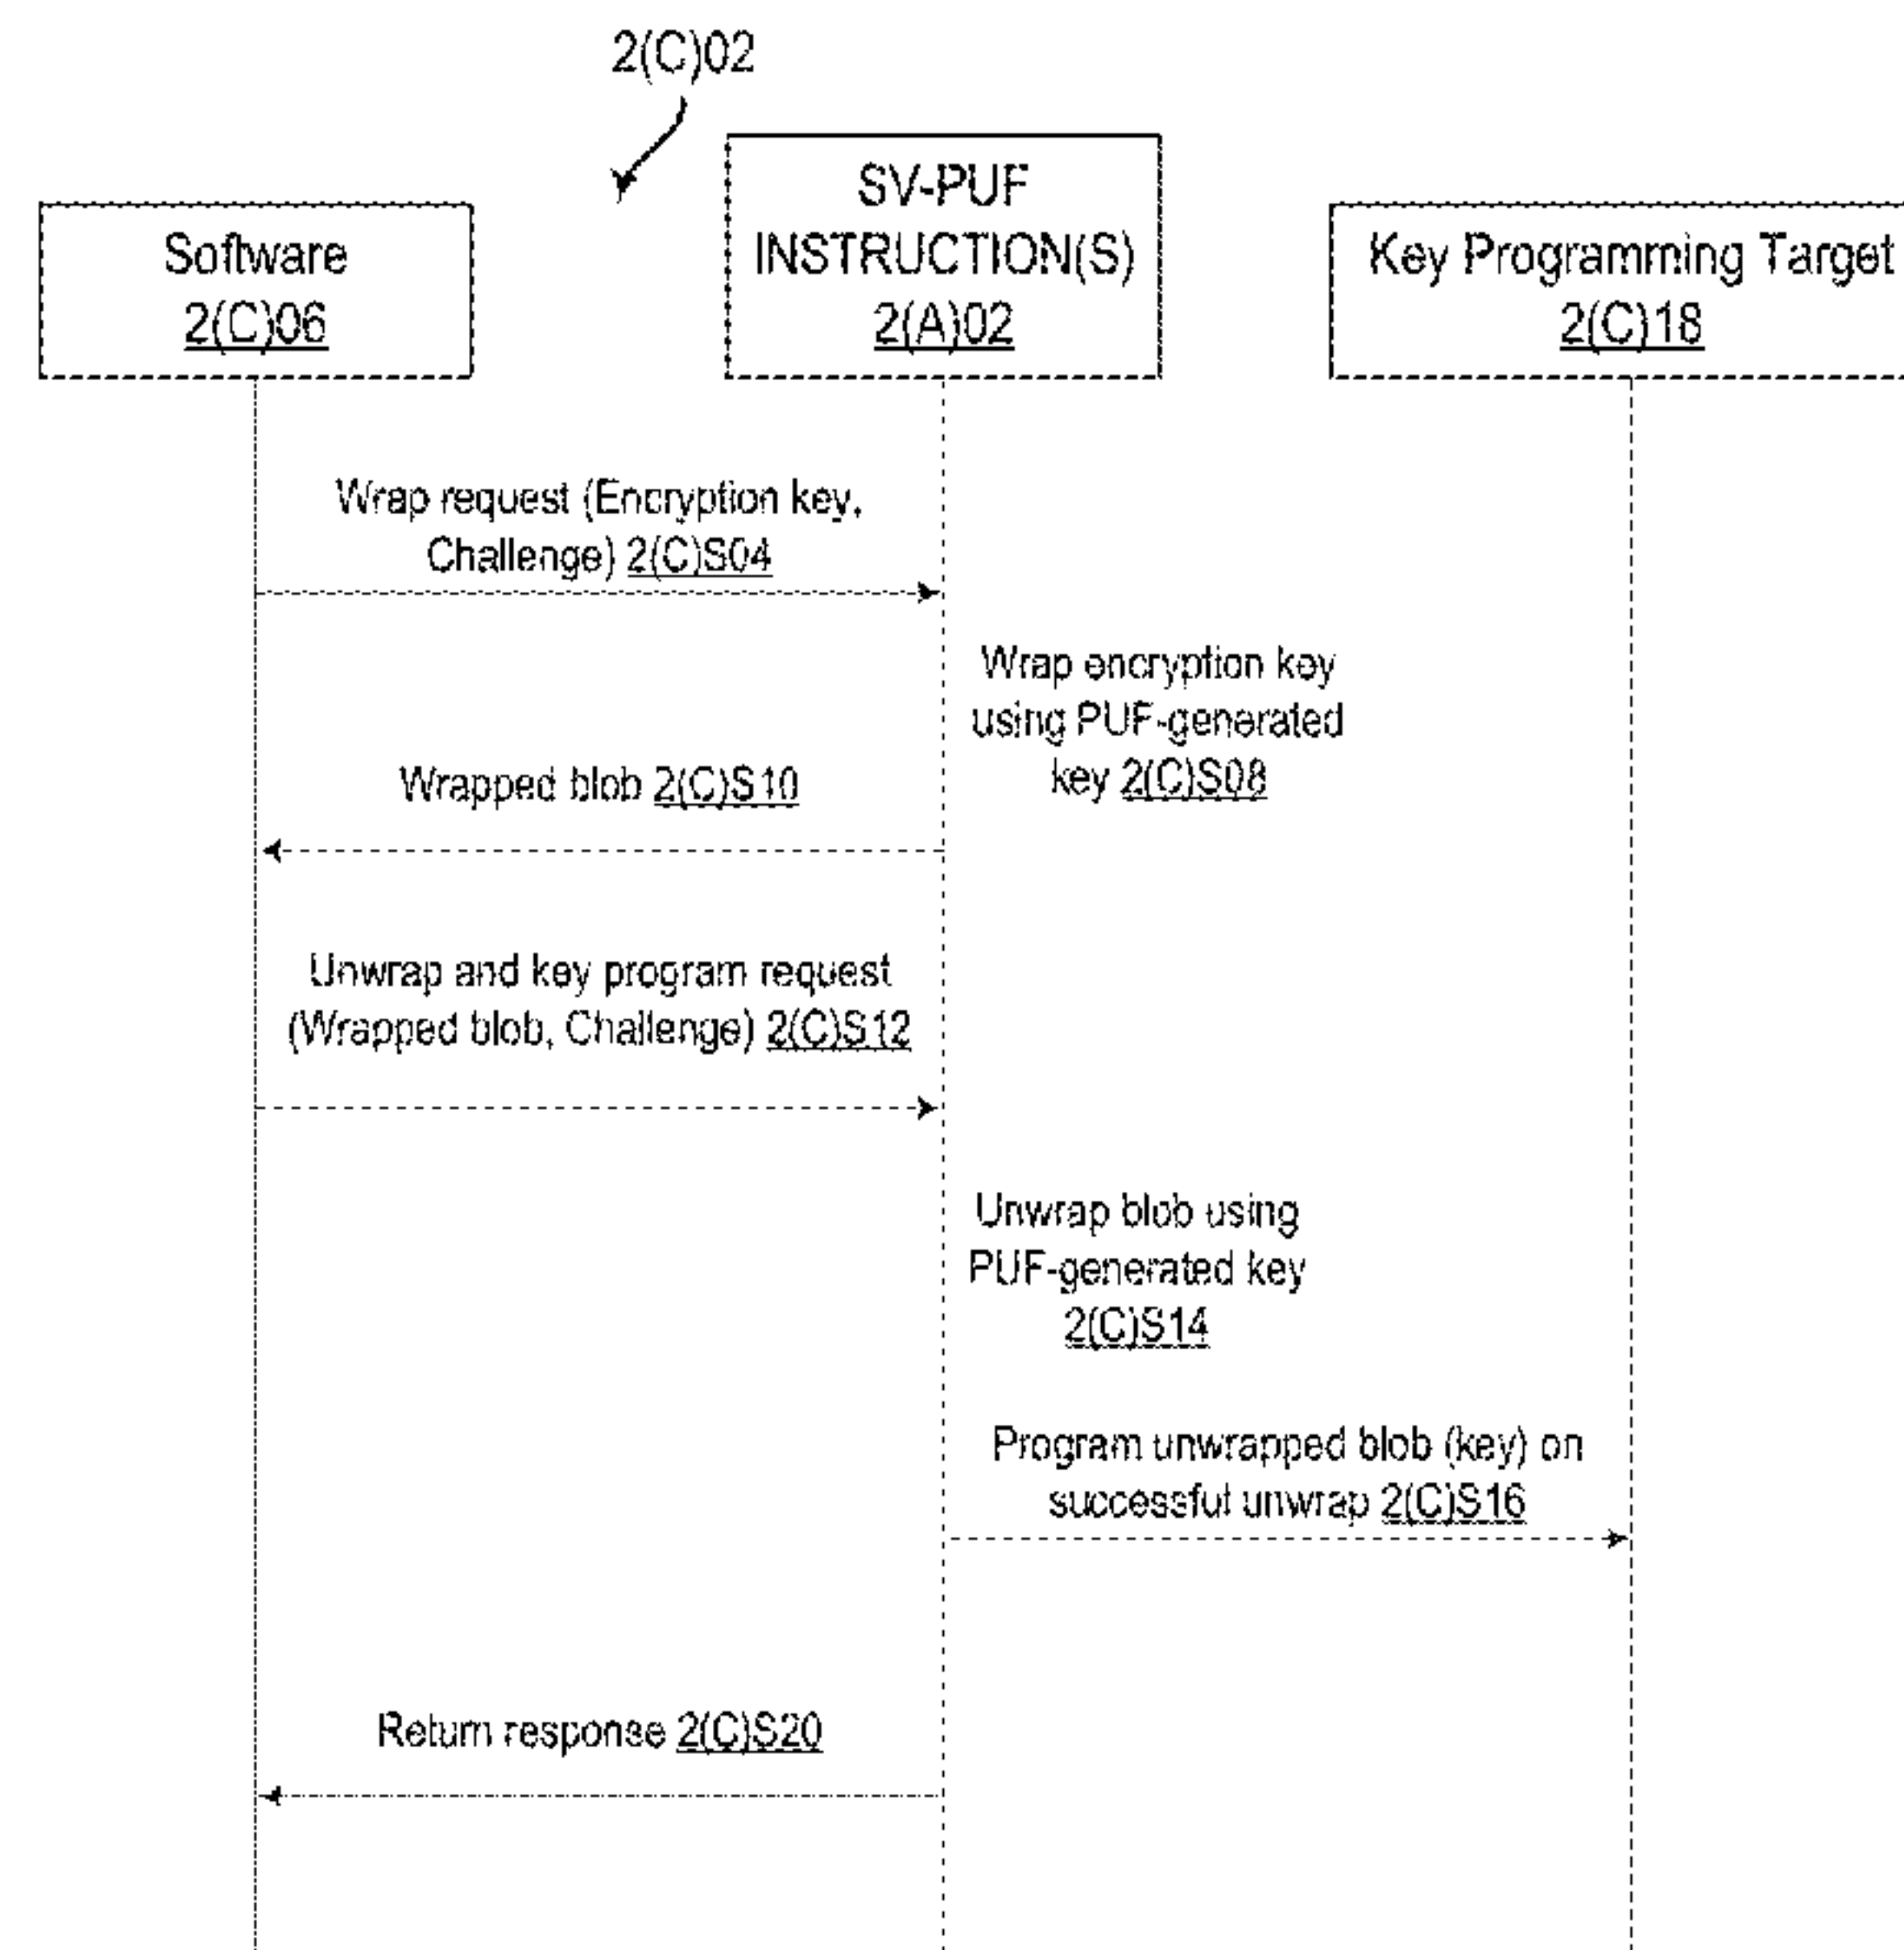 2(C)02
Software
2(C)06
SV-PUF
INSTRUCTION(S)
2(A)02
Key Programming Target
2(C)18
Wrap request (Encryption key,
Challenge) 2(C)S04
Wrap encryption key
using PUF-generated
key 2(C)S08
Wrapped blob 2(C)S10
Unwrap and key program request
(Wrapped blob, Challenge) 2(C)S12
Unwrap blob using
PUF-generated key
2(C)S14
Program unwrapped blob (key) on
successful unwrap 2(C)S16
Return response 2(C)S20